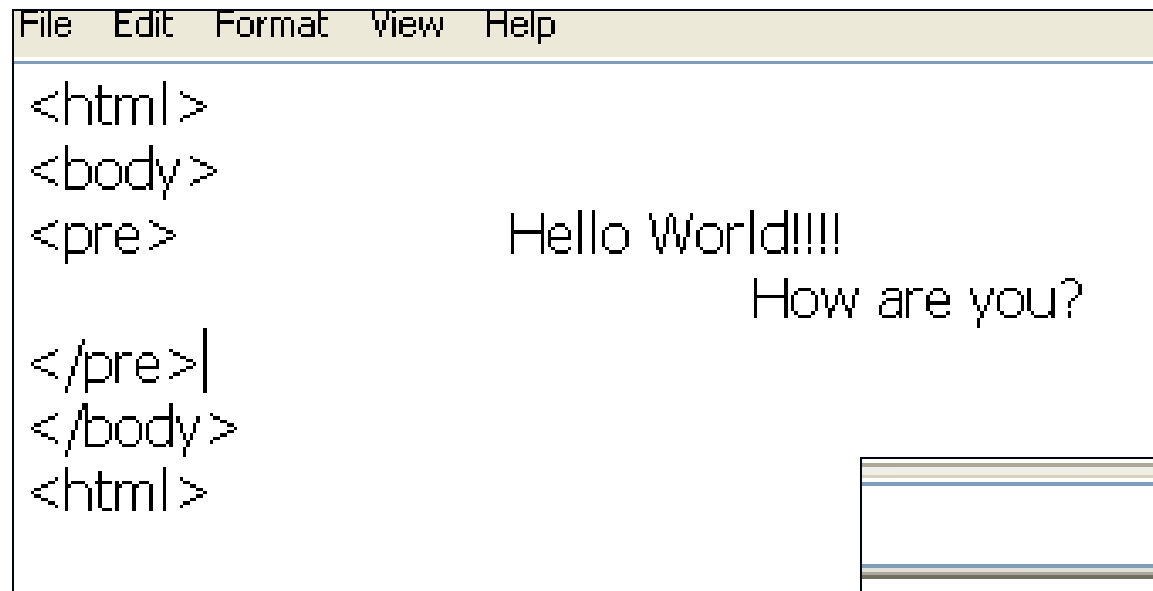 File Edit Format View Help
<html>
<body>
<pre> Hello World!!!!
How are you?
</pre>
</body>
<html>